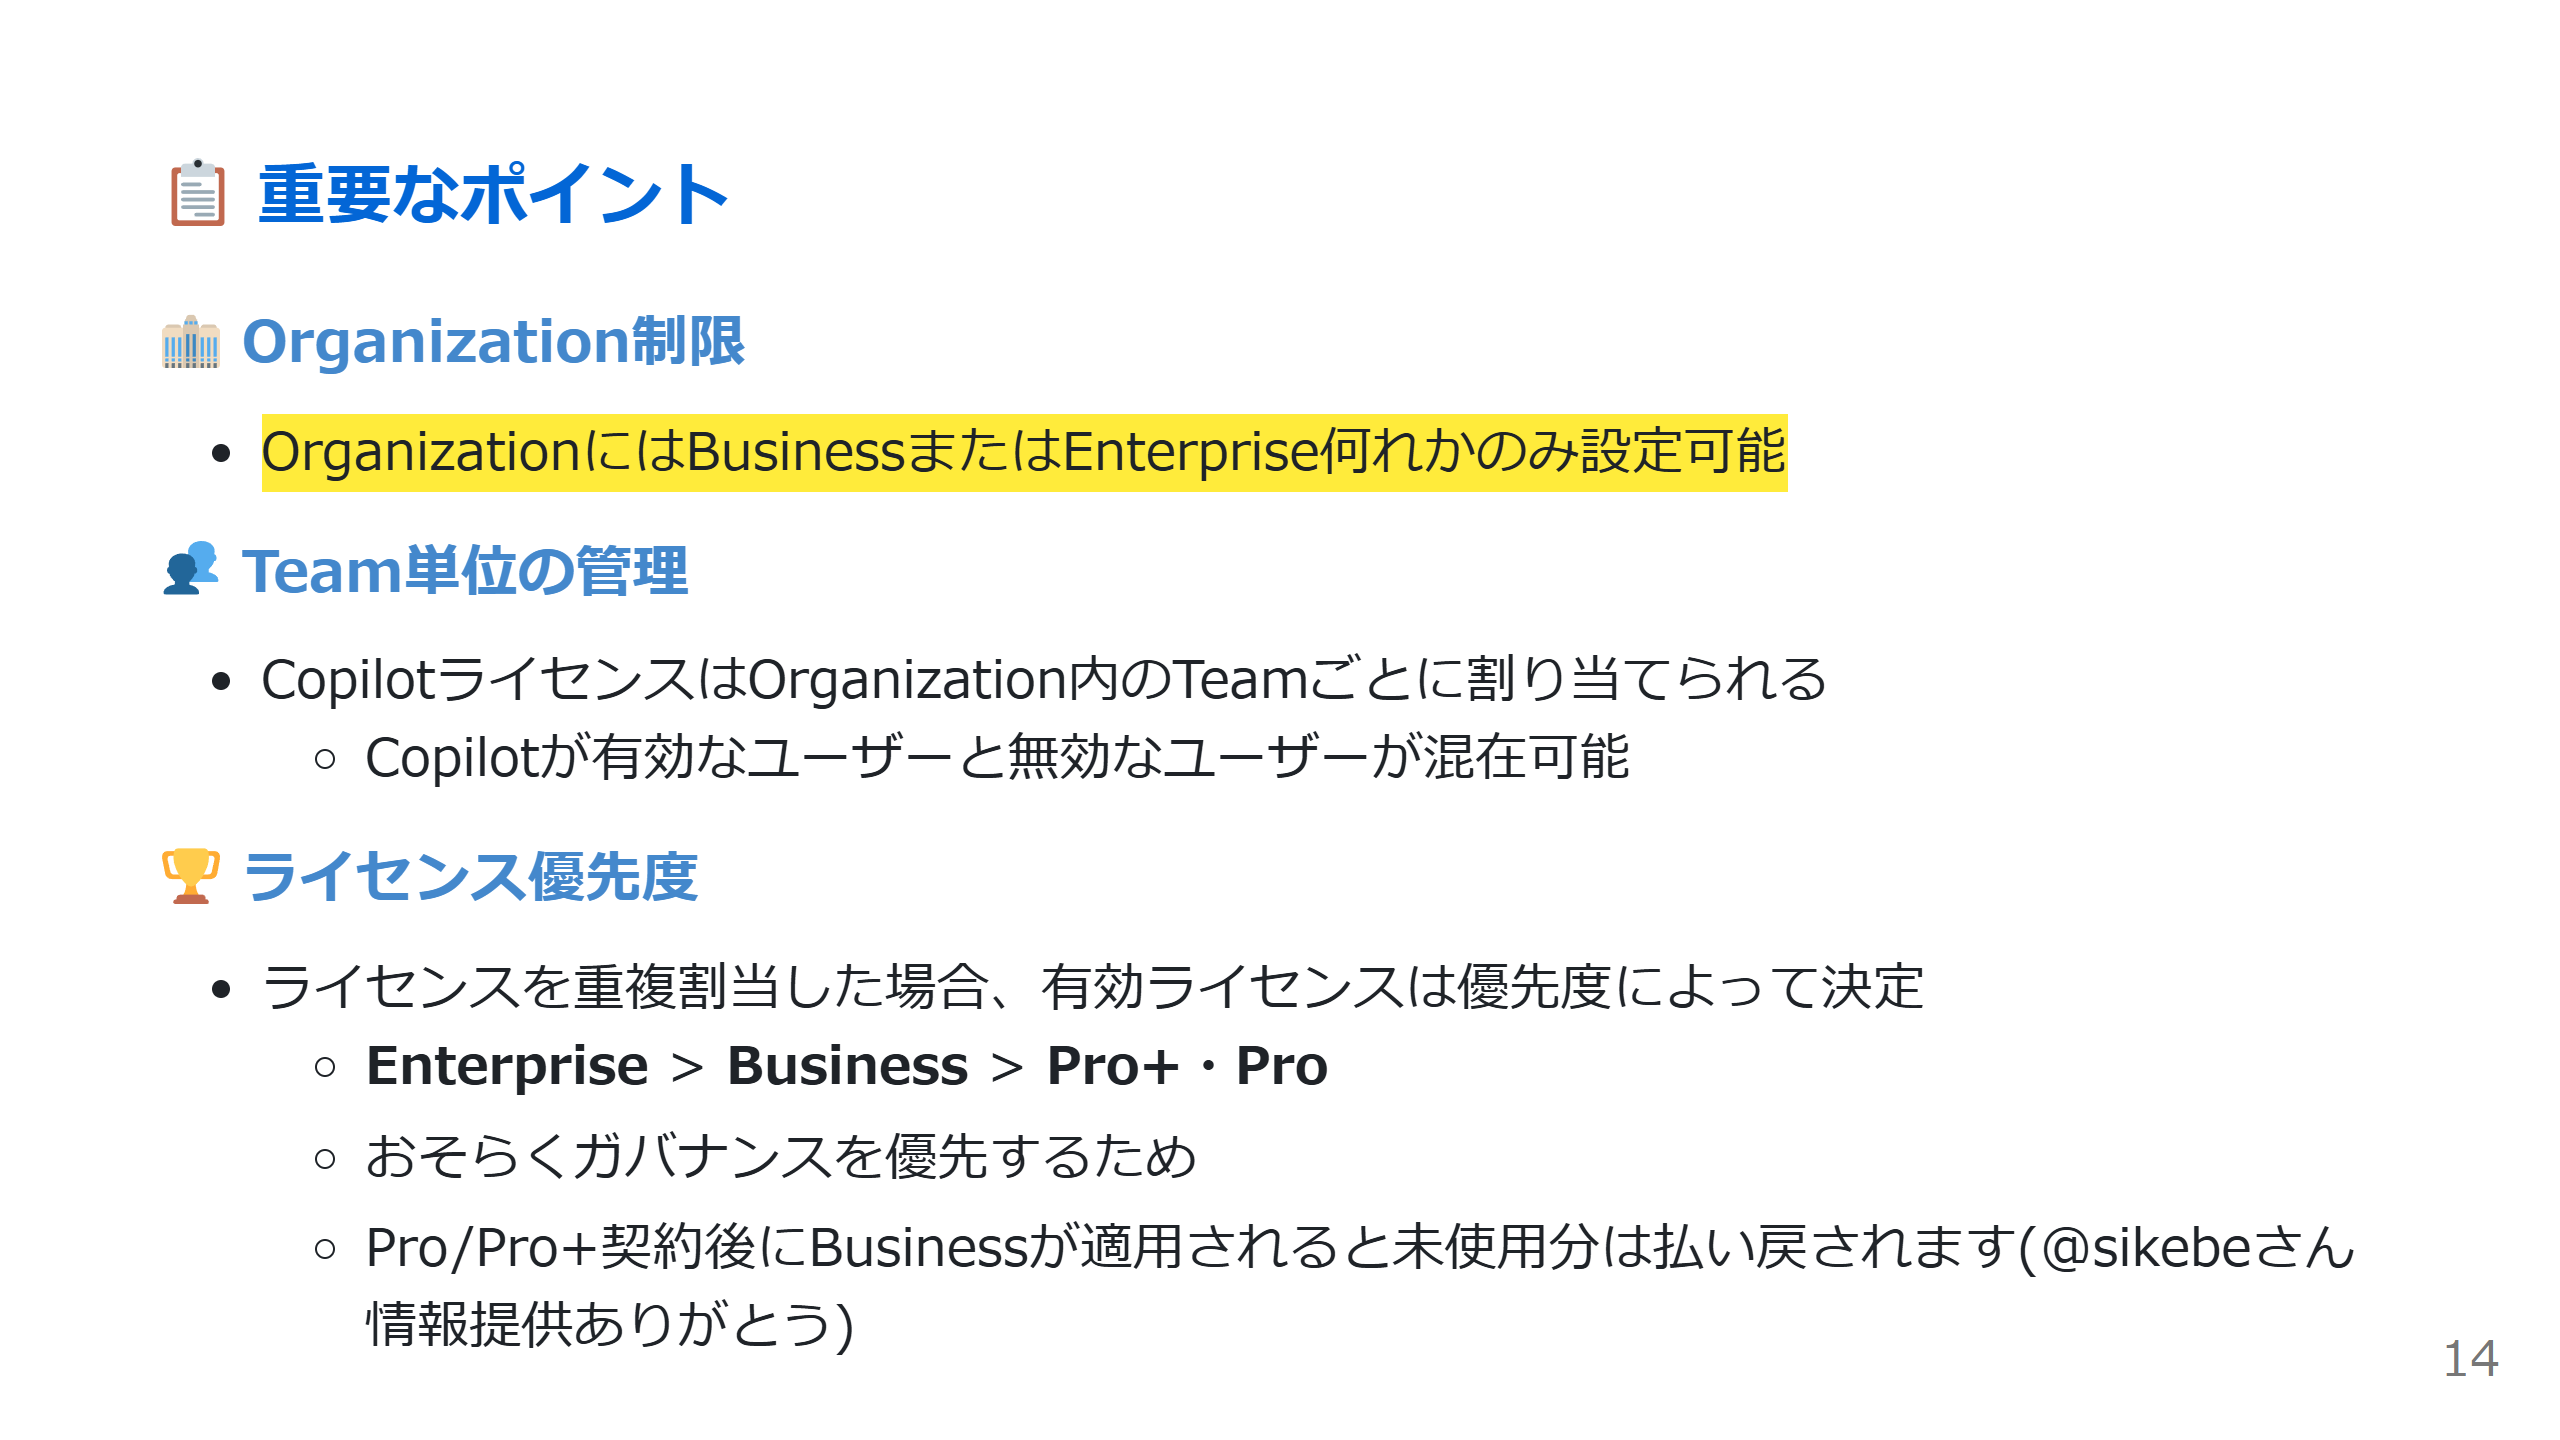 重要なポイント
Organization制限
• OrganizationにはBusinessまたはEnterprise何れかのみ設定可能
Team単位の管理
• CopilotライセンスはOrganization内のTeamごとに割り当てられる
○ Copilotが有効なユーザーと無効なユーザーが混在可能
ライセンス優先度
• ライセンスを重複割当した場合、有効ライセンスは優先度によって決定
○ Enterprise > Business > Pro+・Pro
○ おそらくガバナンスを優先するため
○ Pro/Pro+契約後にBusinessが適用されると未使用分は払い戻されます(@sikebeさん
情報提供ありがとう)
14